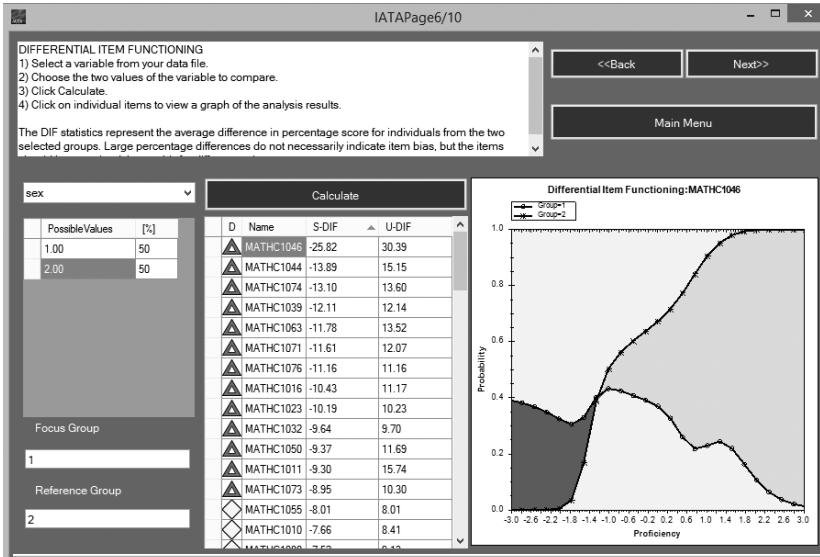 IATAPage6/10
DIFFERENTIAL ITEM FUNCTIONING
1) Select a variable from your data file.
2) Choose the two values of the variable to compare.
3) Click Calculate.
4) Click on individual items to view a graph of the analysis results.
The DIF statistics represent the average difference in percentage score for individuals from the two
selected groups. Large percentage differences do not necessarily indicate item bias, but the items
<<Back
Next>>
Main Menu
sex
PossibleValues [%]
1.00 50
2.00 50
Focus Group
1
Reference Group
2
Calculate
D Name S-DIF U-DIF
MATHC1046 -25.82 30.39
MATHC1044 -13.89 15.15
MATHC1074 -13.10 13.60
MATHC1039 -12.11 12.14
MATHC1063 -11.78 13.52
MATHC1071 -11.61 12.07
MATHC1076 -11.16 11.16
MATHC1016 -10.43 11.17
MATHC1023 -10.19 10.23
MATHC1032 -9.64 9.70
MATHC1050 -9.37 11.69
MATHC1011 -9.30 15.74
MATHC1073 -8.95 10.30
MATHC1055 -8.01 8.01
MATHC1010 -7.66 8.41
Differential Item Functioning:MATHC1046
Group=1
Group=2
Probability
1.0
0.8
0.6
0.4
0.2
0.0
-3.0 -2.6 -2.2 -1.8 -1.4 -1.0 -0.6 -0.2 0.2 0.6 1.0 1.4 1.8 2.2 2.6 3.0
Proficiency